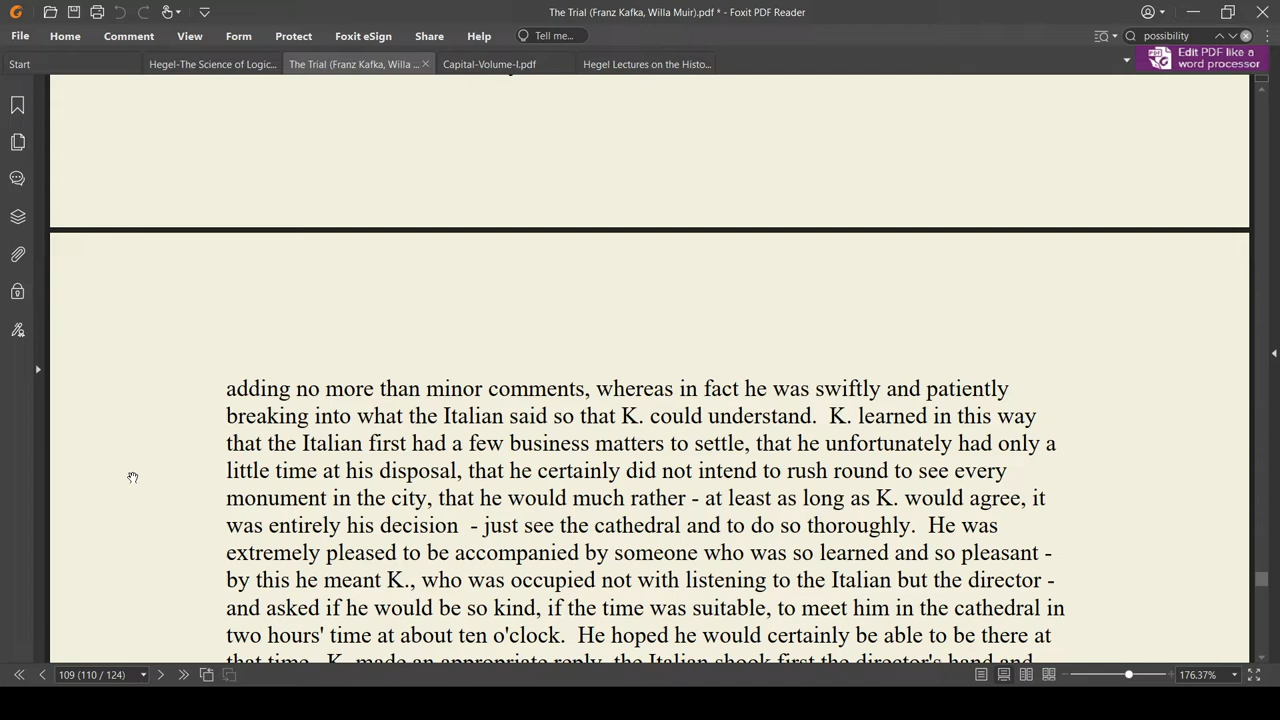 The Trial (Franz Kafka, Willa Muir).pdf * - Foxit PDF Reader
File Home Comment View Form Protect Foxit eSign Share Help Tell me... possibility
Start Hegel-The Science of Logic... The Trial (Franz Kafka, Willa ... Capital-Volume-I.pdf Hegel Lectures on the Histo... Edit PDF like a
word processor
adding no more than minor comments, whereas in fact he was swiftly and patiently
breaking into what the Italian said so that K. could understand.  K. learned in this way
that the Italian first had a few business matters to settle, that he unfortunately had only a
little time at his disposal, that he certainly did not intend to rush round to see every
monument in the city, that he would much rather - at least as long as K. would agree, it
was entirely his decision  - just see the cathedral and to do so thoroughly.  He was
extremely pleased to be accompanied by someone who was so learned and so pleasant -
by this he meant K., who was occupied not with listening to the Italian but the director -
and asked if he would be so kind, if the time was suitable, to meet him in the cathedral in
two hours' time at about ten o'clock.  He hoped he would certainly be able to be there at
that time.  K. made an appropriate reply, the Italian shook first the director's hand and
109 (110 / 124) 176.37%